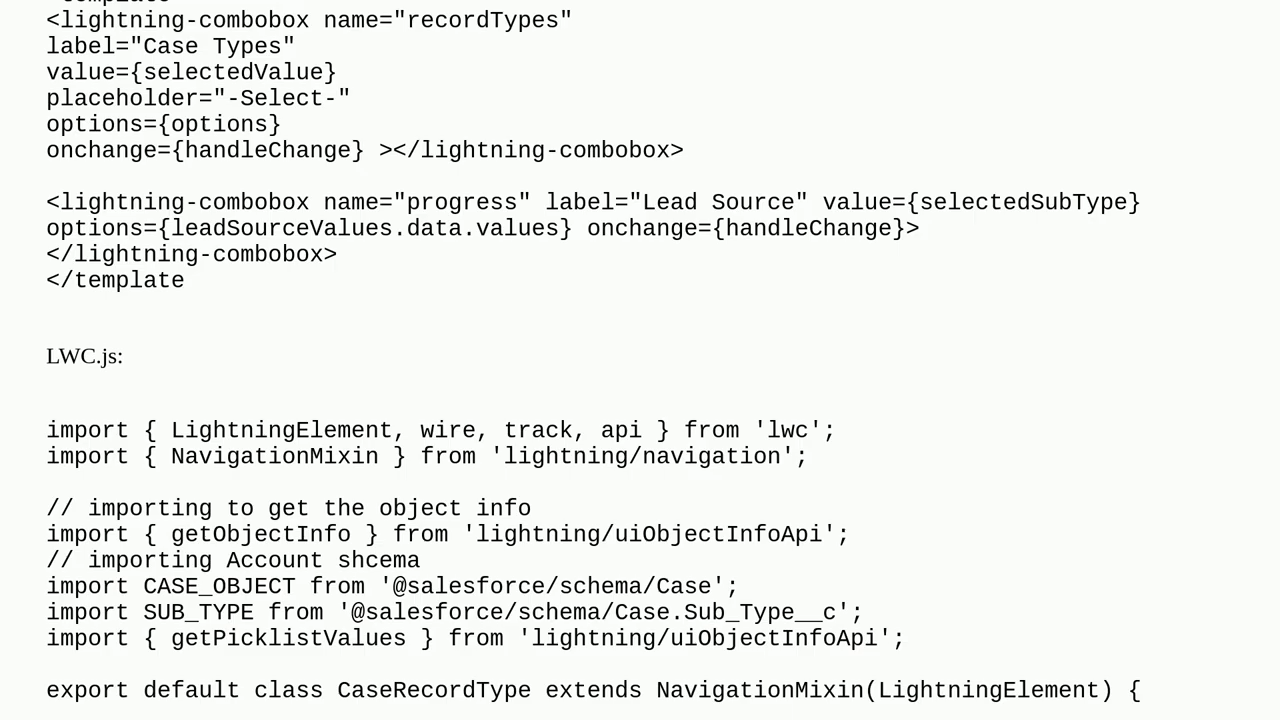 template
<lightning-combobox name="recordTypes"
label="Case Types"
value={selectedValue}
placeholder="-Select-"
options={options}
onchange={handleChange} ></lightning-combobox>
<lightning-combobox name="progress" label="Lead Source" value={selectedSubType}
options={leadSourceValues.data.values} onchange={handleChange}>
</lightning-combobox>
</template
LWC.js:
import { LightningElement, wire, track, api } from 'lwc';
import { NavigationMixin } from 'lightning/navigation';
// importing to get the object info
import { getObjectInfo } from 'lightning/uiObjectInfoApi';
// importing Account shcema
import CASE_OBJECT from '@salesforce/schema/Case';
import SUB_TYPE from '@salesforce/schema/Case.Sub_Type__c';
import { getPicklistValues } from 'lightning/uiObjectInfoApi';
export default class CaseRecordType extends NavigationMixin(LightningElement) {